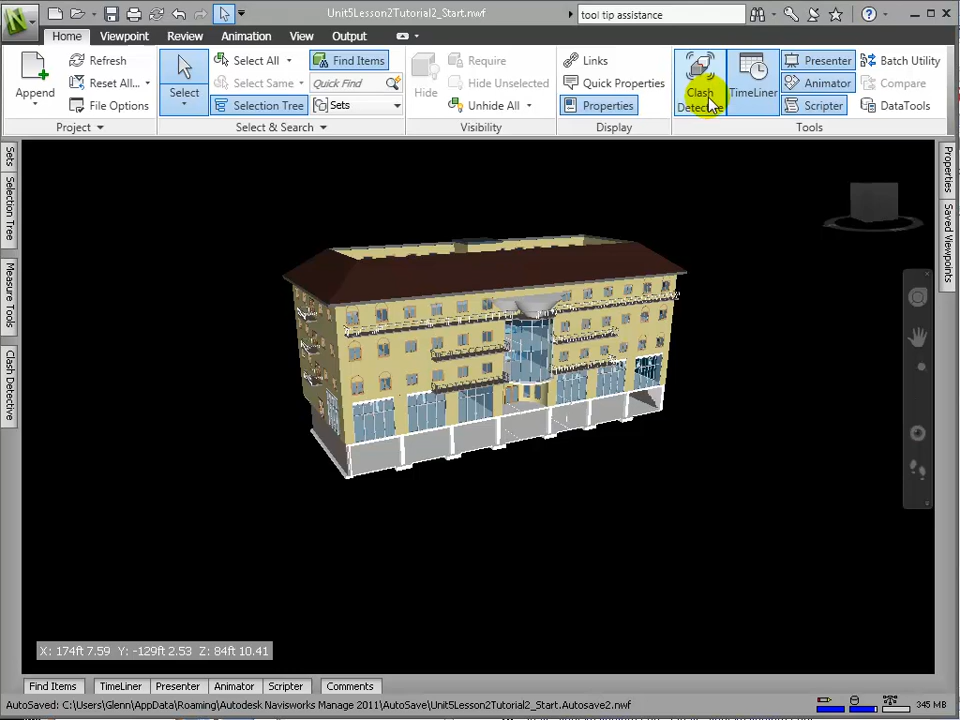 Unit5Lesson2Tutorial2_Start.nwf
tool tip assistance
Home Viewpoint Review Animation View Output
Append
Refresh
Reset All...
File Options
Project
Select
Select All
Select Same
Selection Tree
Find Items
Quick Find
Sets
Select & Search
Hide
Require
Hide Unselected
Unhide All
Visibility
Links
Quick Properties
Properties
Display
Clash
Detective
TimeLiner
Presenter
Animator
Scripter
Batch Utility
Compare
DataTools
Tools
Sets
Selection Tree
Measure Tools
Clash Detective
Properties
Saved Viewpoints
X: 174ft 7.59 Y: -129ft 2.53 Z: 84ft 10.41
Find Items TimeLiner Presenter Animator Scripter Comments
AutoSaved: C:\Users\Glenn\AppData\Roaming\Autodesk Navisworks Manage 2011\AutoSave\Unit5Lesson2Tutorial2_Start.Autosave2.nwf
345 MB